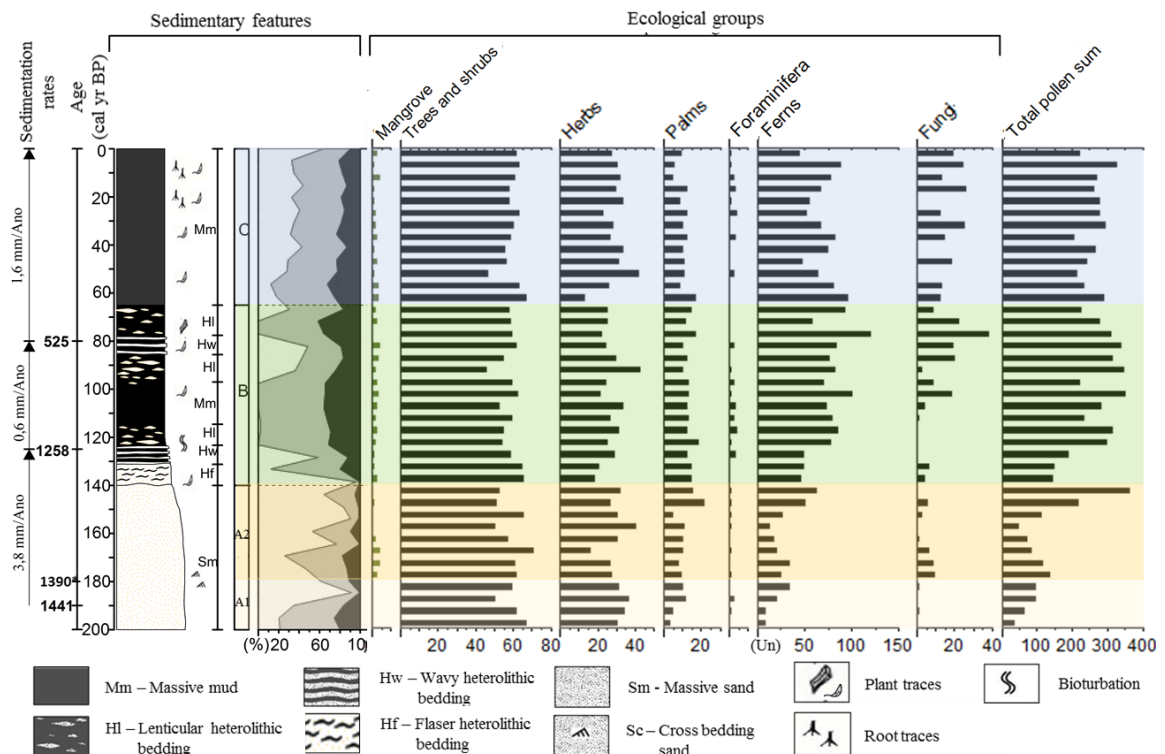 Sedimentary features
Ecological groups
Sedimentation
rates
Age
(cal yr BP)
Mangrove
Trees and shrubs
Herbs
Palms
Foraminifera
Ferns
Fungi
Total pollen sum
0
20
40
60
80
100
120
140
160
180
200
1,6 mm/Ano
0,6 mm/Ano
3,8 mm/Ano
525
1258
1390
1441
Mm
Hl
Hw
Hl
Mm
Hl
Hw
Hf
Sm
C
B
A2
A1
(%) 20 60 100
20 40 60 80
20 40
20
(Un) 50 100 150
20 40
0 100 200 300 400
Mm – Massive mud
Hw – Wavy heterolithic
bedding
Sm - Massive sand
Plant traces
Bioturbation
Hl – Lenticular heterolithic
bedding
Hf – Flaser heterolithic
bedding
Sc – Cross bedding
sand
Root traces